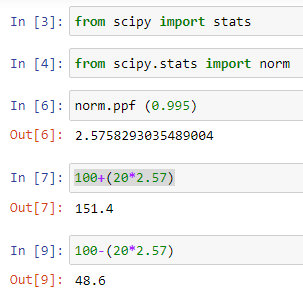 In [3]: from scipy import stats
In [4]: from scipy.stats import norm
In [6]: norm.ppf (0.995)
Out[6]: 2.5758293035489004
In [7]: 100+(20*2.57)
Out[7]: 151.4
In [9]: 100-(20*2.57)
Out[9]: 48.6